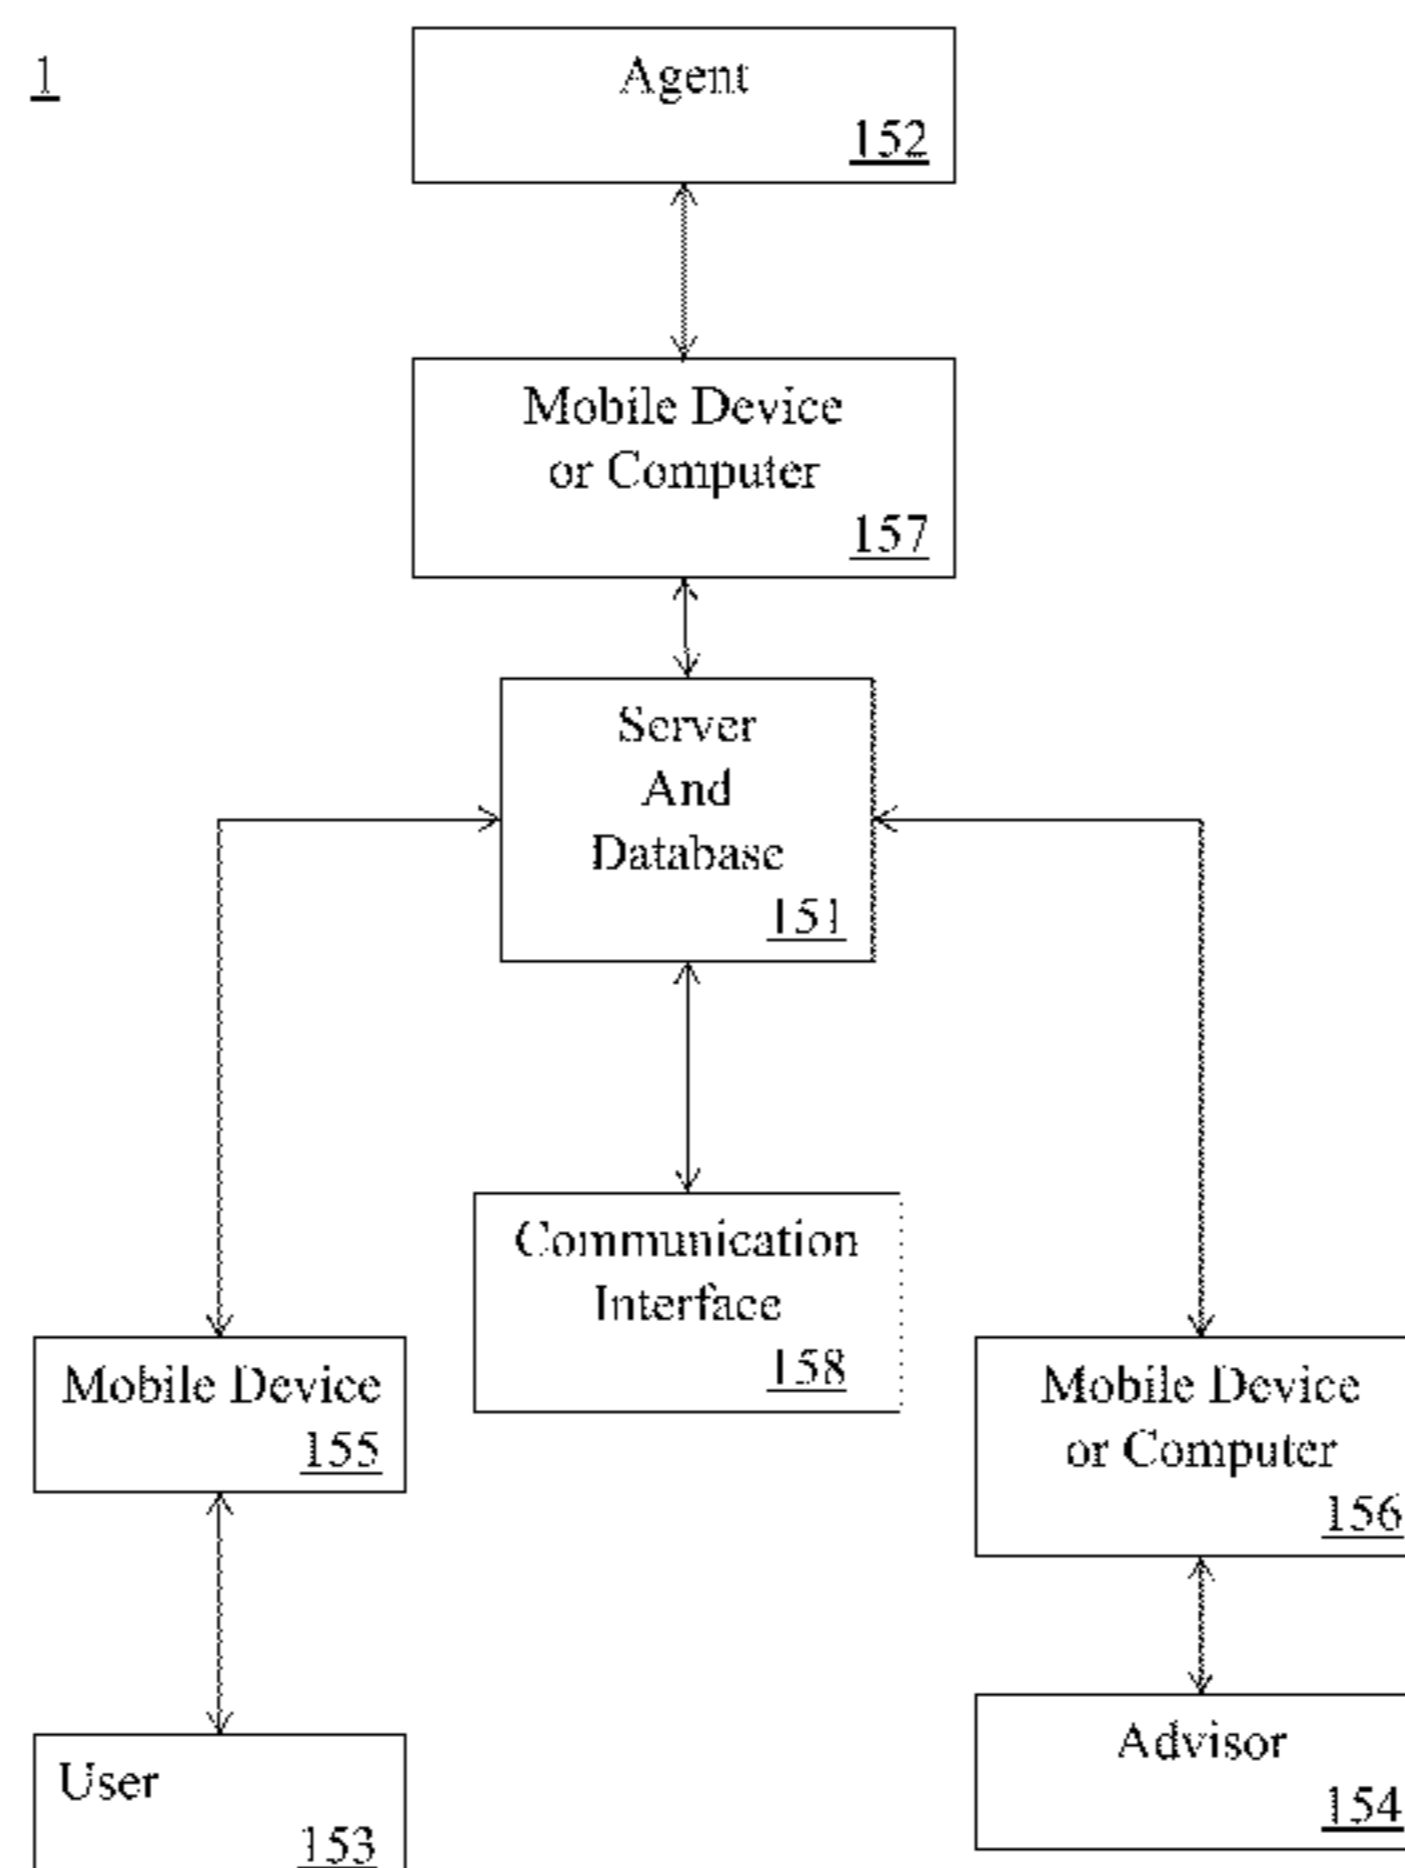 1
Agent
152
Mobile Device
or Computer
157
Server
And
Database
151
Communication
Interface
158
Mobile Device
155
Mobile Device
or Computer
156
User
153
Advisor
154